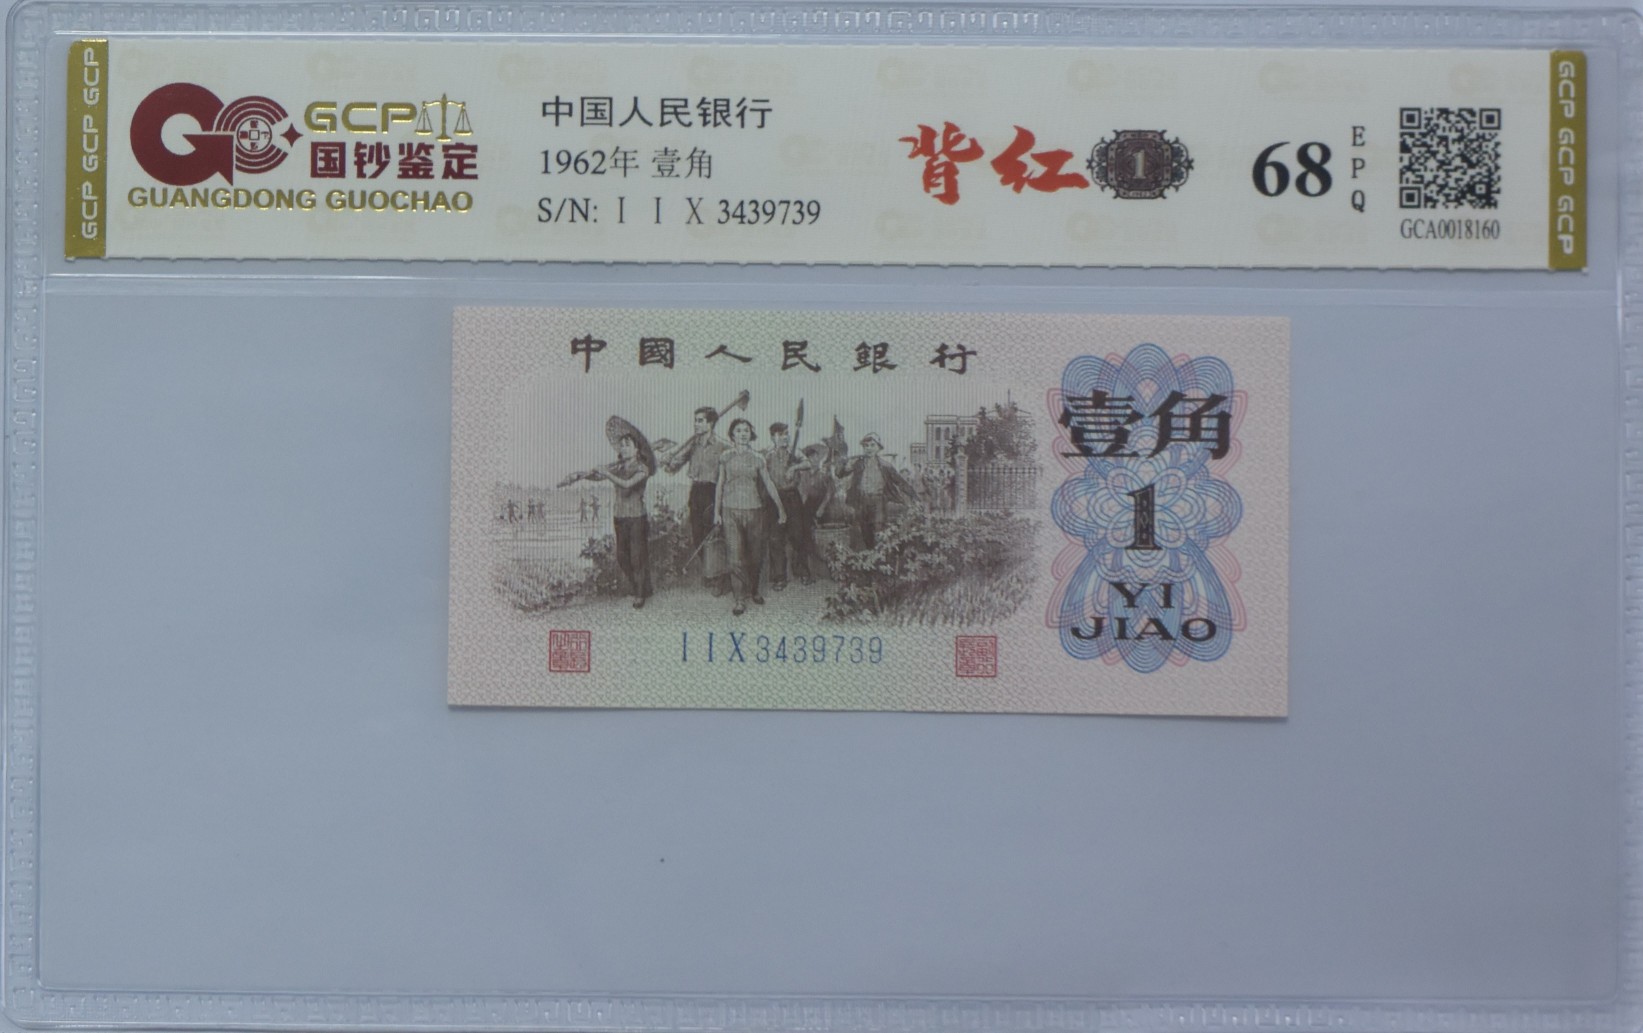 GCP GCP GCP
GCP
国钞鉴定
GUANGDONG GUOCHAO
中国人民银行
1962年 壹角
S/N: I I X 3439739
背红
1
68
EPQ
GCA0018160
GCP GCP GCP
中國人民銀行
壹角
1
YI
JIAO
I I X 3439739